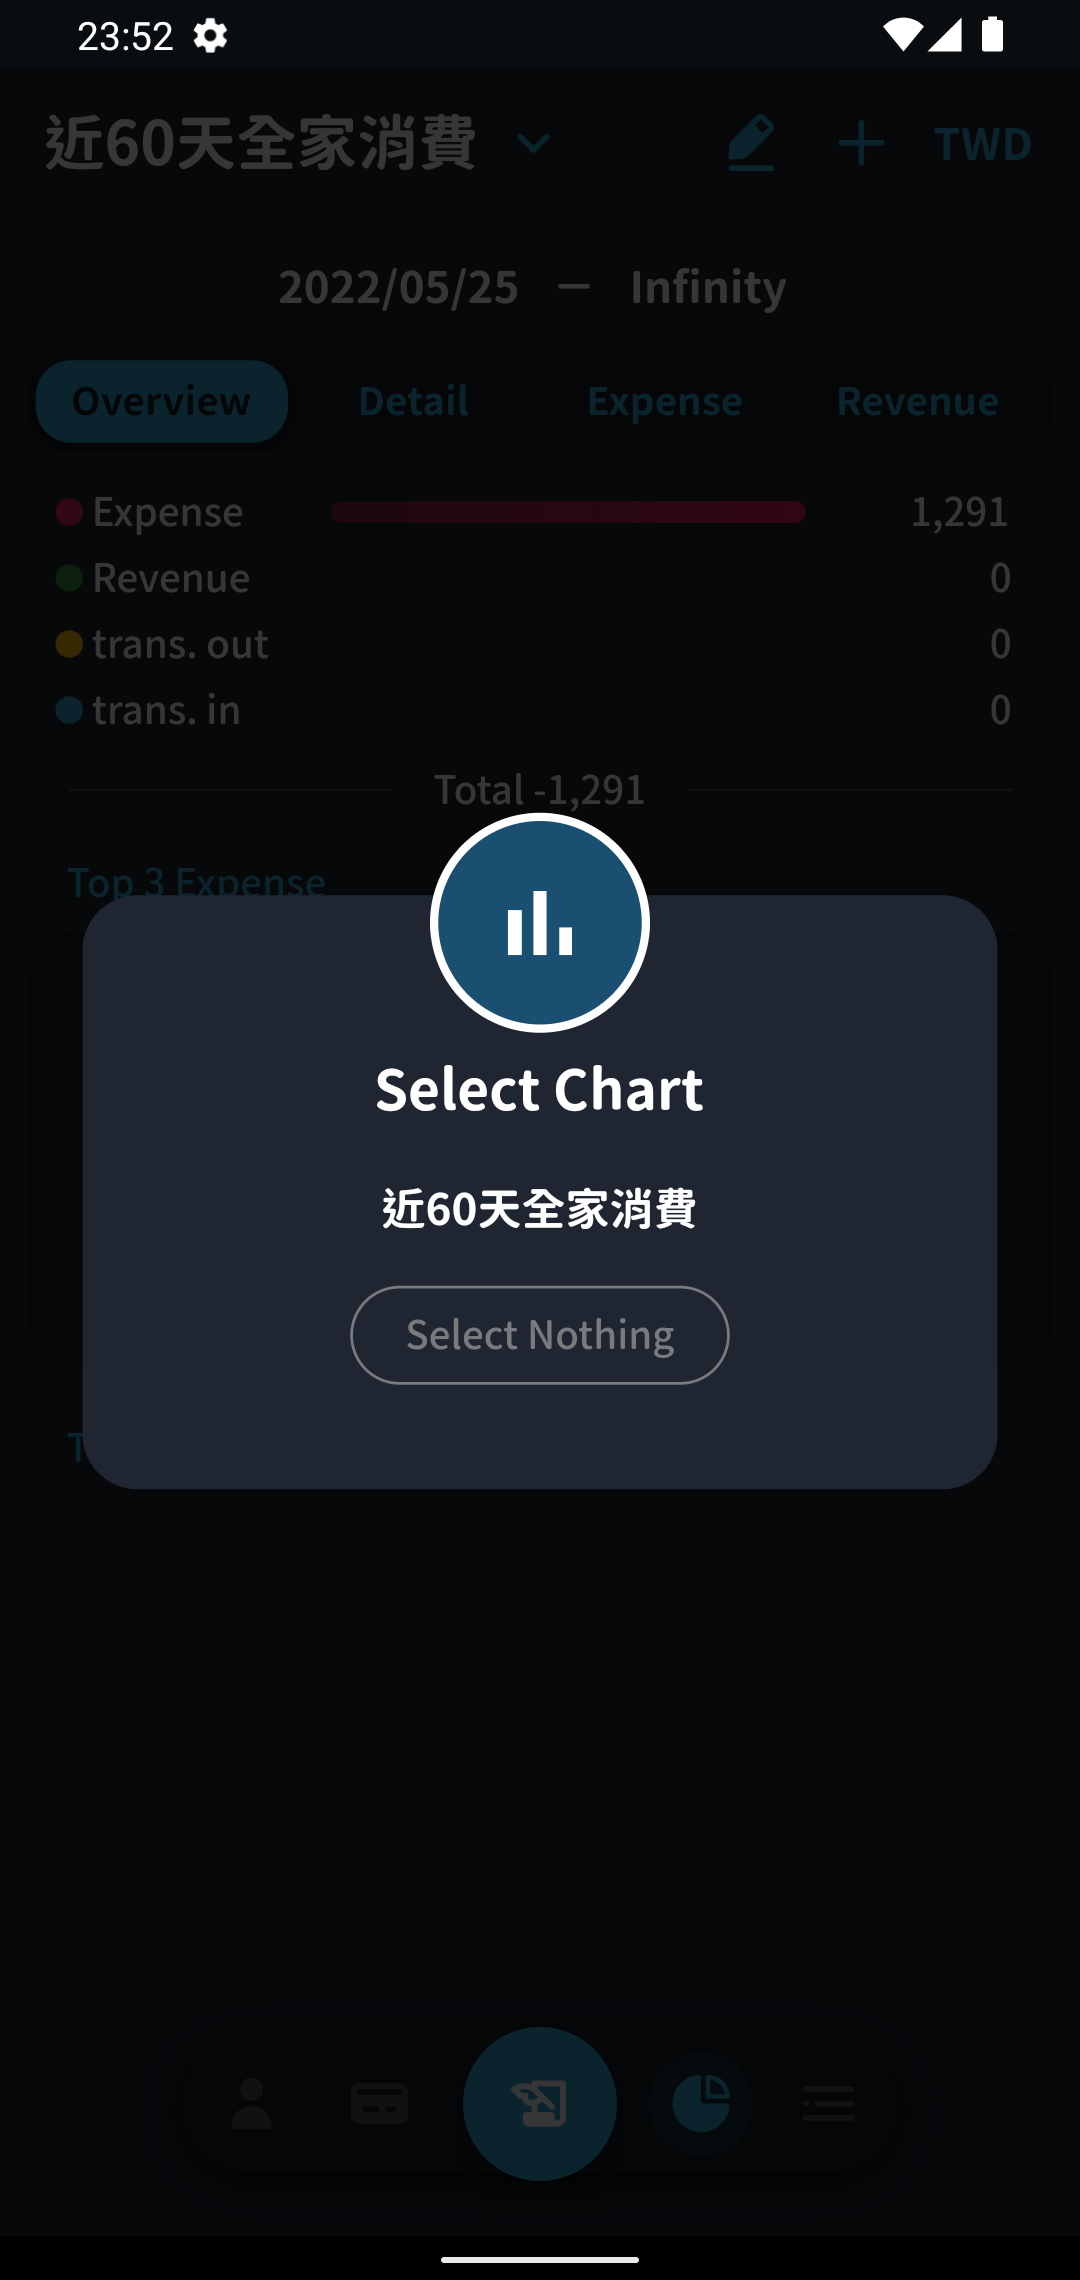 23:52
近60天全家消費
TWD
2022/05/25 — Infinity
Overview Detail Expense Revenue
Expense 1,291
Revenue 0
trans. out 0
trans. in 0
Total -1,291
Top 3 Expense
Select Chart
近60天全家消費
Select Nothing